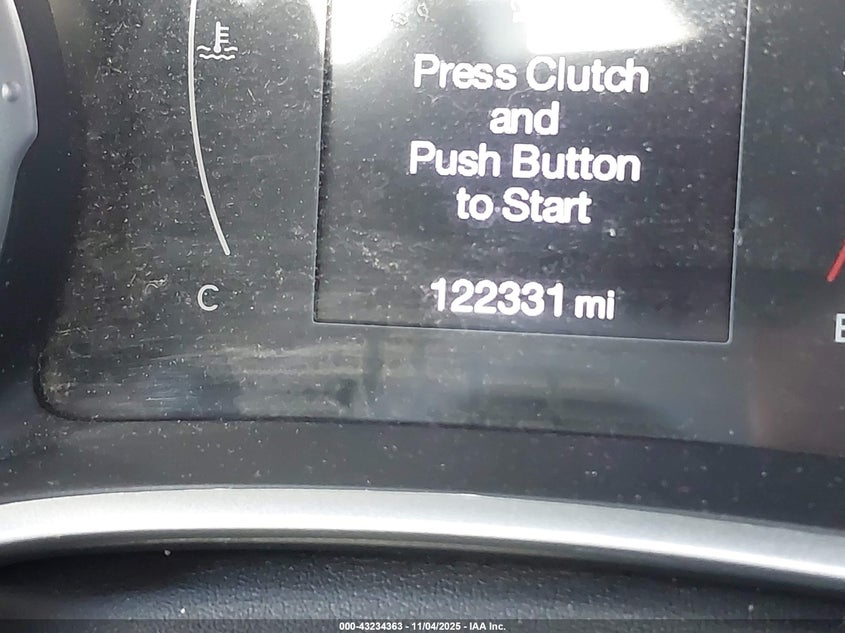 Press Clutch
and
Push Button
to Start
C
122331 mi
E
000-43234363 - 11/04/2025 - IAA Inc.